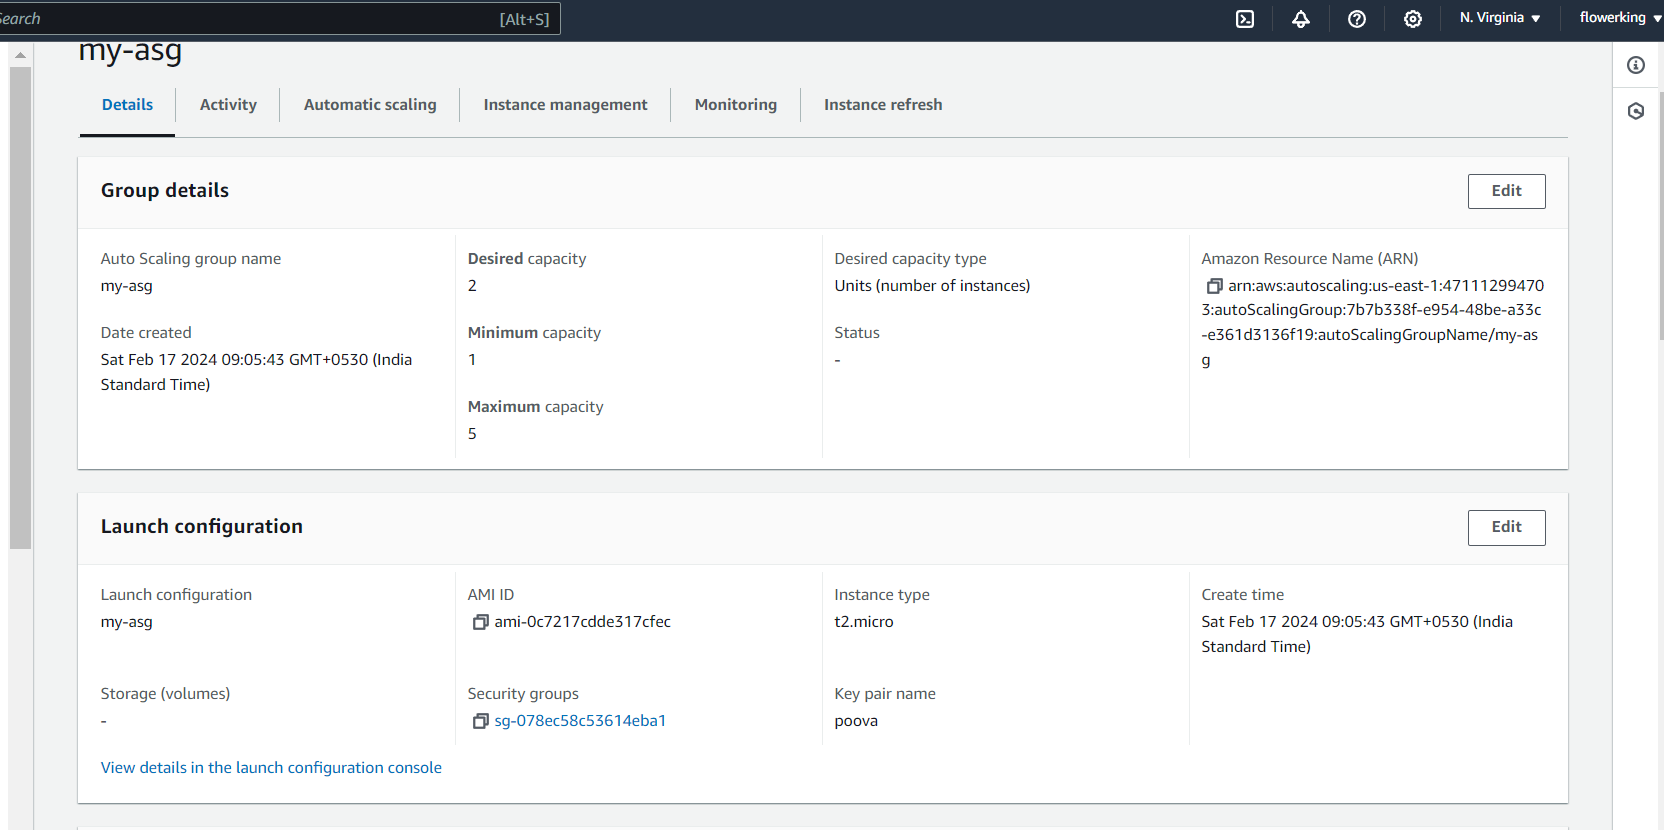 Search [Alt+S] N. Virginia flowerking
my-asg
Details Activity Automatic scaling Instance management Monitoring Instance refresh
Group details Edit
Auto Scaling group name
my-asg
Date created
Sat Feb 17 2024 09:05:43 GMT+0530 (India
Standard Time)
Desired capacity
2
Minimum capacity
1
Maximum capacity
5
Desired capacity type
Units (number of instances)
Status
-
Amazon Resource Name (ARN)
arn:aws:autoscaling:us-east-1:47111299470
3:autoScalingGroup:7b7b338f-e954-48be-a33c
-e361d3136f19:autoScalingGroupName/my-as
g
Launch configuration Edit
Launch configuration
my-asg
Storage (volumes)
-
AMI ID
ami-0c7217cdde317cfec
Security groups
sg-078ec58c53614eba1
Instance type
t2.micro
Key pair name
poova
Create time
Sat Feb 17 2024 09:05:43 GMT+0530 (India
Standard Time)
View details in the launch configuration console